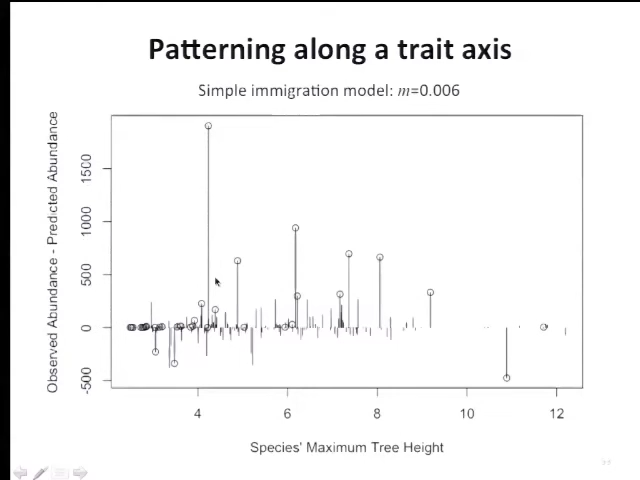 Patterning along a trait axis
Simple immigration model: m=0.006
Observed Abundance - Predicted Abundance
1500
1000
500
0
-500
4
6
8
10
12
Species' Maximum Tree Height